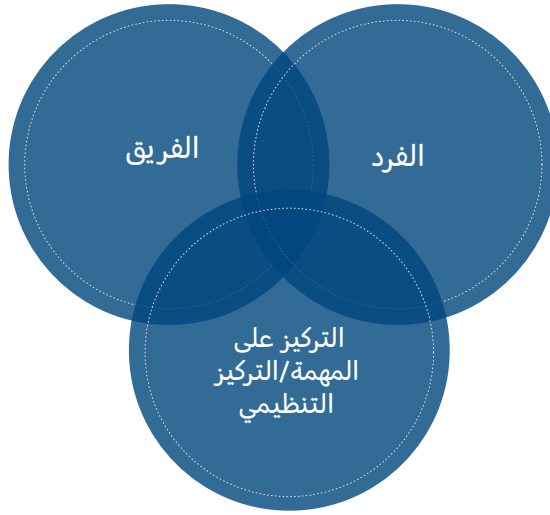 الفرد
الفريق
التركيز على
المهمة/التركيز
التنظيمي